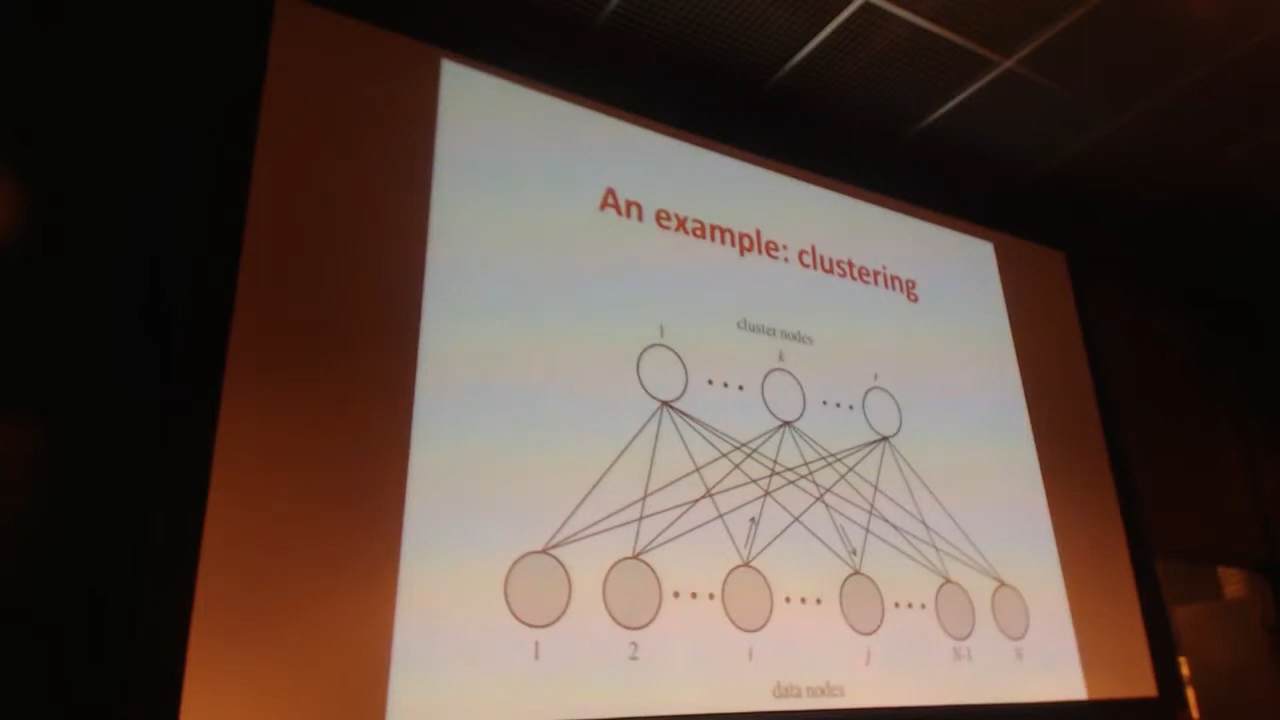 An example: clustering
cluster nodes
1 k r
1 2 i j N-1 N
data nodes